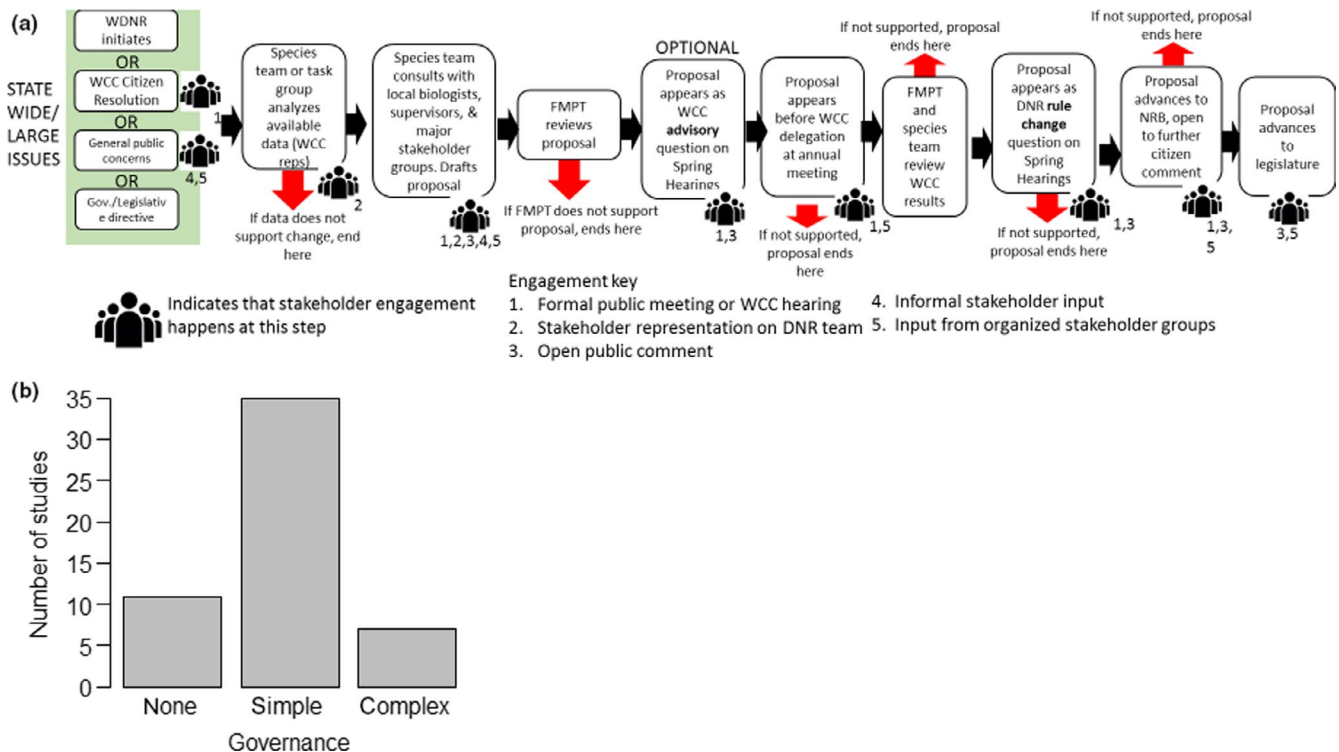 (a)
STATE
WIDE/
LARGE
ISSUES
WDNR
initiates
OR
WCC Citizen
Resolution
1
OR
General public
concerns
4,5
OR
Gov./Legislativ
e directive
Species
team or task
group
analyzes
available
data (WCC
reps)
2
If data does not
support change, end
here
Species team
consults with
local biologists,
supervisors, &
major
stakeholder
groups. Drafts
proposal
1,2,3,4,5
FMPT
reviews
proposal
If FMPT does not support
proposal, ends here
OPTIONAL
Proposal
appears as
WCC
advisory
question on
Spring
Hearings
1,3
Proposal
appears
before WCC
delegation
at annual
meeting
1,5
If not supported,
proposal ends
here
If not supported, proposal
ends here
FMPT
and
species
team
review
WCC
results
Proposal
appears as
DNR rule
change
question on
Spring
Hearings
1,3
If not supported,
proposal ends
here
If not supported, proposal
ends here
Proposal
advances to
NRB, open
to further
citizen
comment
1,3,
5
Proposal
advances
to
legislature
3,5
Indicates that stakeholder engagement
happens at this step
Engagement key
1. Formal public meeting or WCC hearing
2. Stakeholder representation on DNR team
3. Open public comment
4. Informal stakeholder input
5. Input from organized stakeholder groups
(b)
Number of studies
35
30
25
20
15
10
5
0
None Simple Complex
Governance